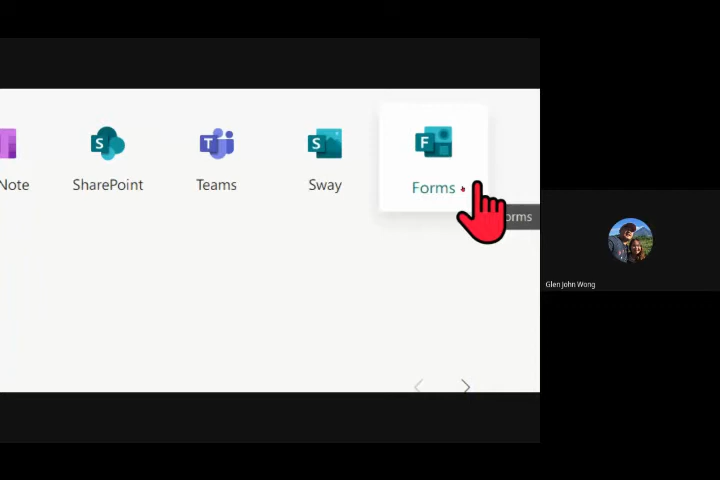 Note
SharePoint
Teams
Sway
Forms
orms
Glen John Wong
S
T
S
F